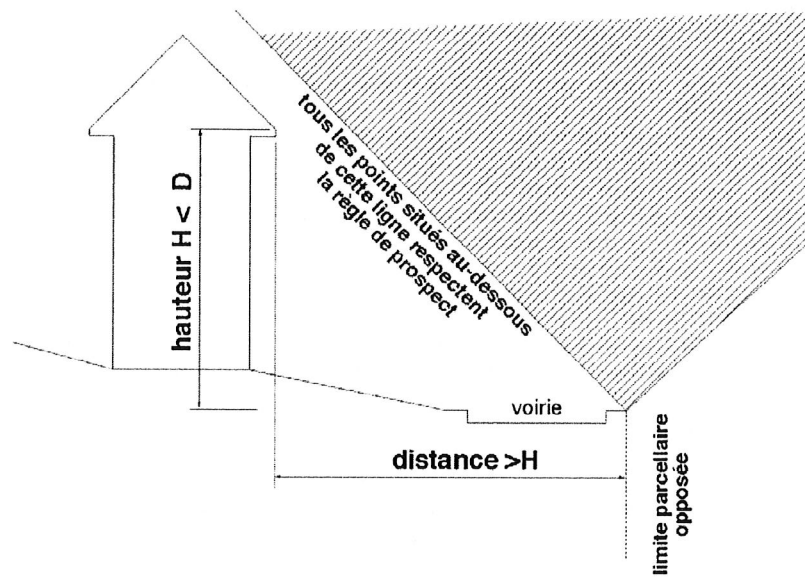 tous les points situés au-dessous
de cette ligne respectent
la règle de prospect
hauteur H < D
voirie
distance >H
limite parcellaire
opposée